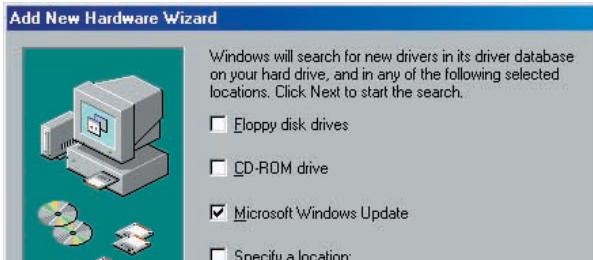 Add New Hardware Wizard
Windows will search for new drivers in its driver database
on your hard drive, and in any of the following selected
locations. Click Next to start the search.
Floppy disk drives
CD-ROM drive
Microsoft Windows Update
Specify a location: